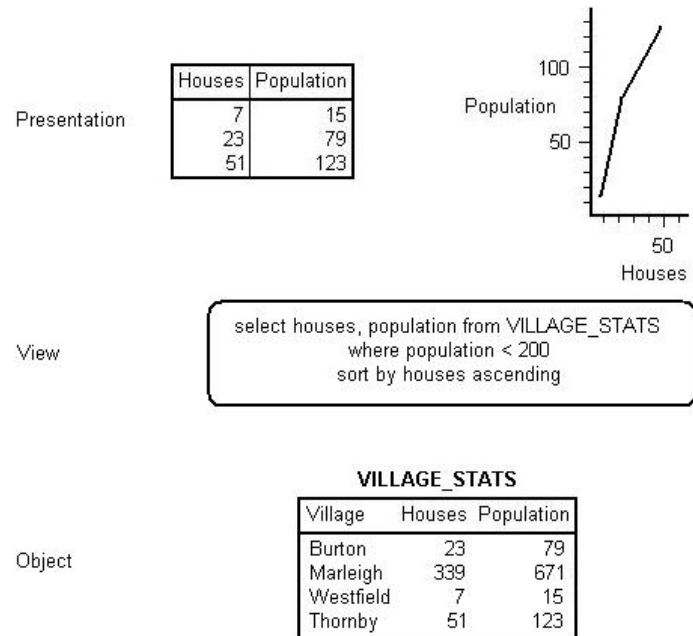 Presentation
Houses Population
7 15
23 79
51 123
100
Population
50
50
Houses
View
select houses, population from VILLAGE_STATS
where population < 200
sort by houses ascending
Object
VILLAGE_STATS
Village Houses Population
Burton 23 79
Marleigh 339 671
Westfield 7 15
Thornby 51 123